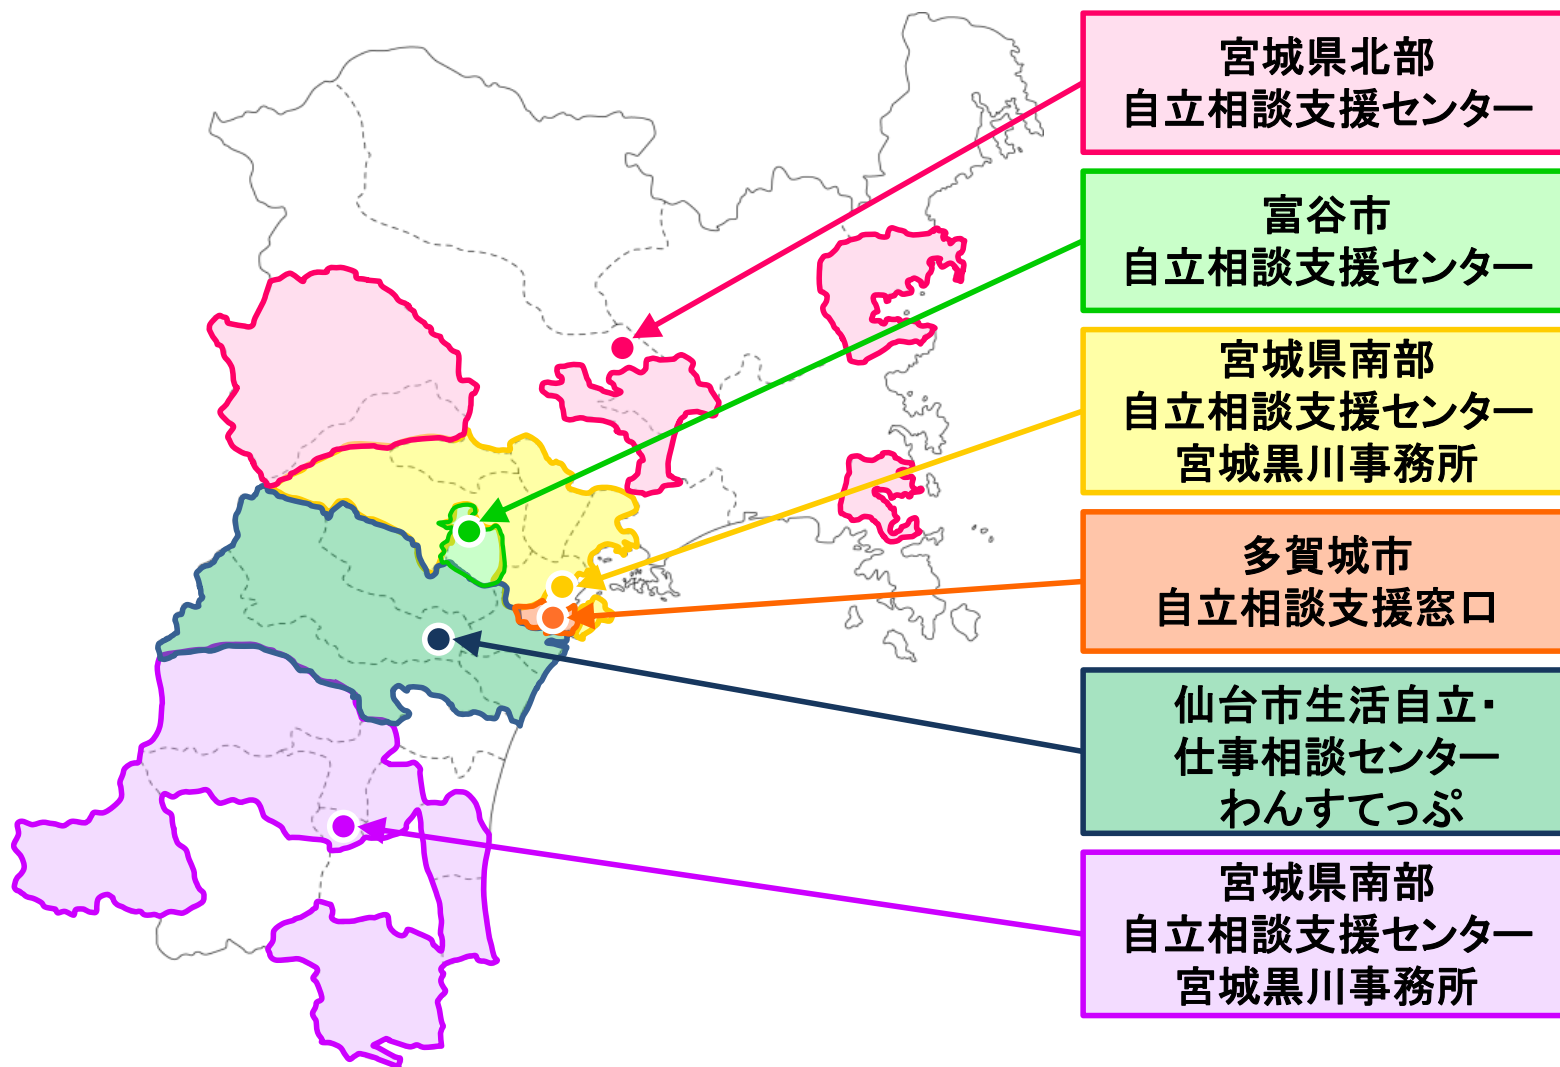 宮城県北部
自立相談支援センター
富谷市
自立相談支援センター
宮城県南部
自立相談支援センター
宮城黒川事務所
多賀城市
自立相談支援窓口
仙台市生活自立・
仕事相談センター
わんすてっぷ
宮城県南部
自立相談支援センター
宮城黒川事務所